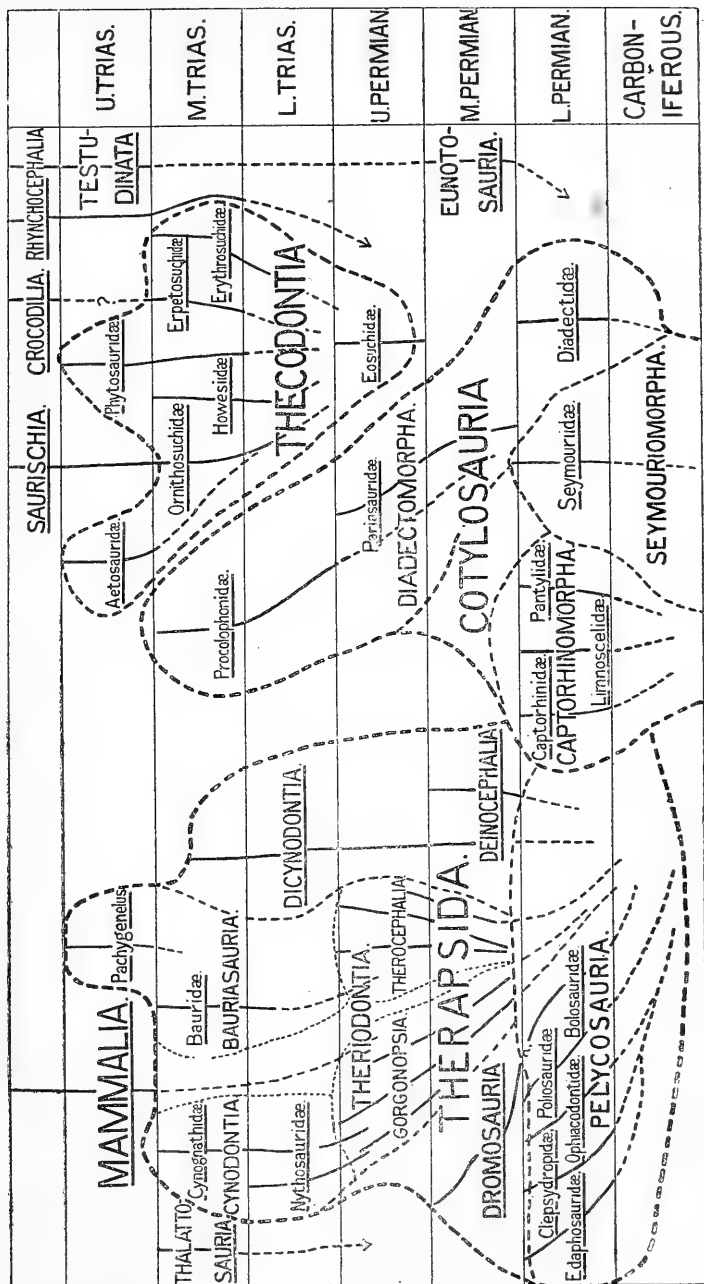 SAURISCHIA. CROCODILIA. RHYNCHOCEPHALIA
U.TRIAS.
MAMMALIA.
Pachygenelus
Aetosauridæ.
Phytosauridæ.
?
TESTU-
DINATA
M.TRIAS.
THALATTO
SAURIA.
Cynognathidæ
CYNODONTIA.
Bauridæ.
BAURIASAURIA.
Procolophonidæ
Ornithosuchidæ
Howesiidæ.
Erpetosuchidæ
Erythrosuchidæ.
L.TRIAS.
Nythosauridæ.
DICYNODONTIA.
THECODONTIA
U.PERMIAN.
THERIODONTIA.
GORGONOPSIA.
THEROCEPHALIA
Pariasauridæ.
DIADECTOMORPHA.
Eosuchidæ.
M.PERMIAN.
DROMOSAURIA
THERAPSIDA.
DEINOCEPHALIA
COTYLOSAURIA
EUNOTO-
SAURIA.
L.PERMIAN.
Clepsydropidæ.
Poliosauridæ
Edaphosauridæ.
Ophiacodontidæ.
Bolosauridæ.
PELYCOSAURIA.
Captorhinidæ.
Pantylidæ.
CAPTORHINOMORPHA.
Limnoscelidæ
Seymouriidæ.
Diadectidæ.
CARBON-
IFEROUS.
SEYMOURIOMORPHA.